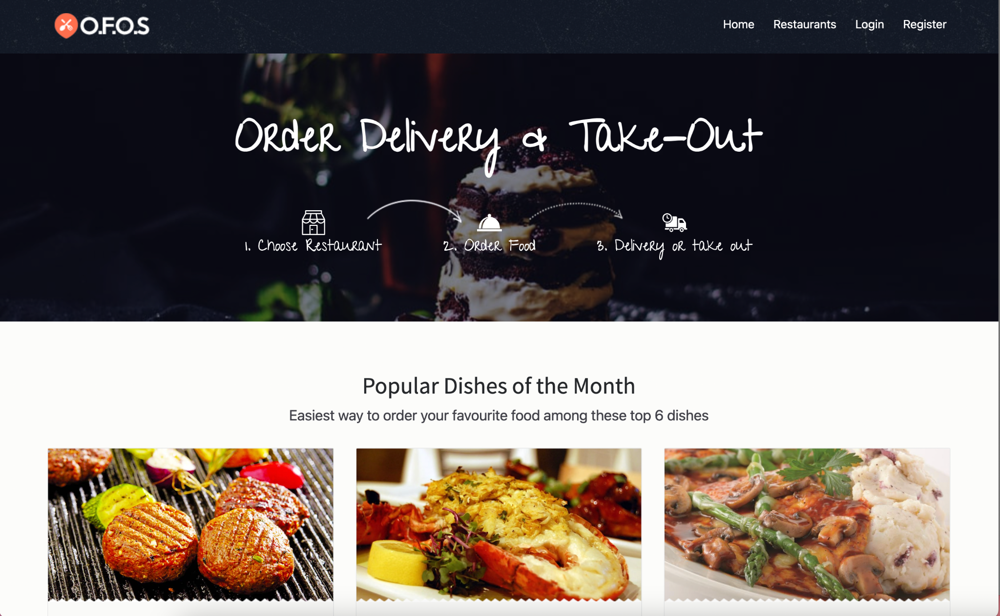 O.F.O.S
Home Restaurants Login Register
Order Delivery & Take-Out
1. Choose Restaurant
2. Order Food
3. Delivery or take out
Popular Dishes of the Month
Easiest way to order your favourite food among these top 6 dishes